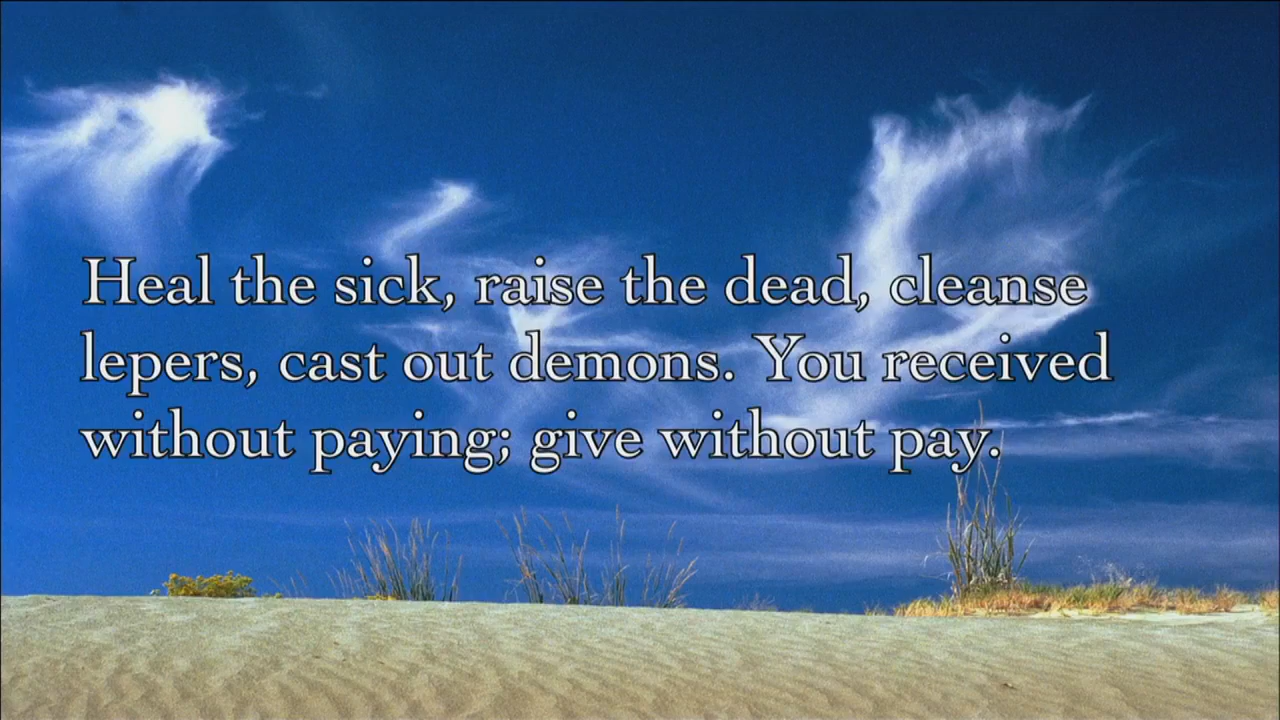 Heal the sick, raise the dead, cleanse
lepers, cast out demons. You received
without paying; give without pay.